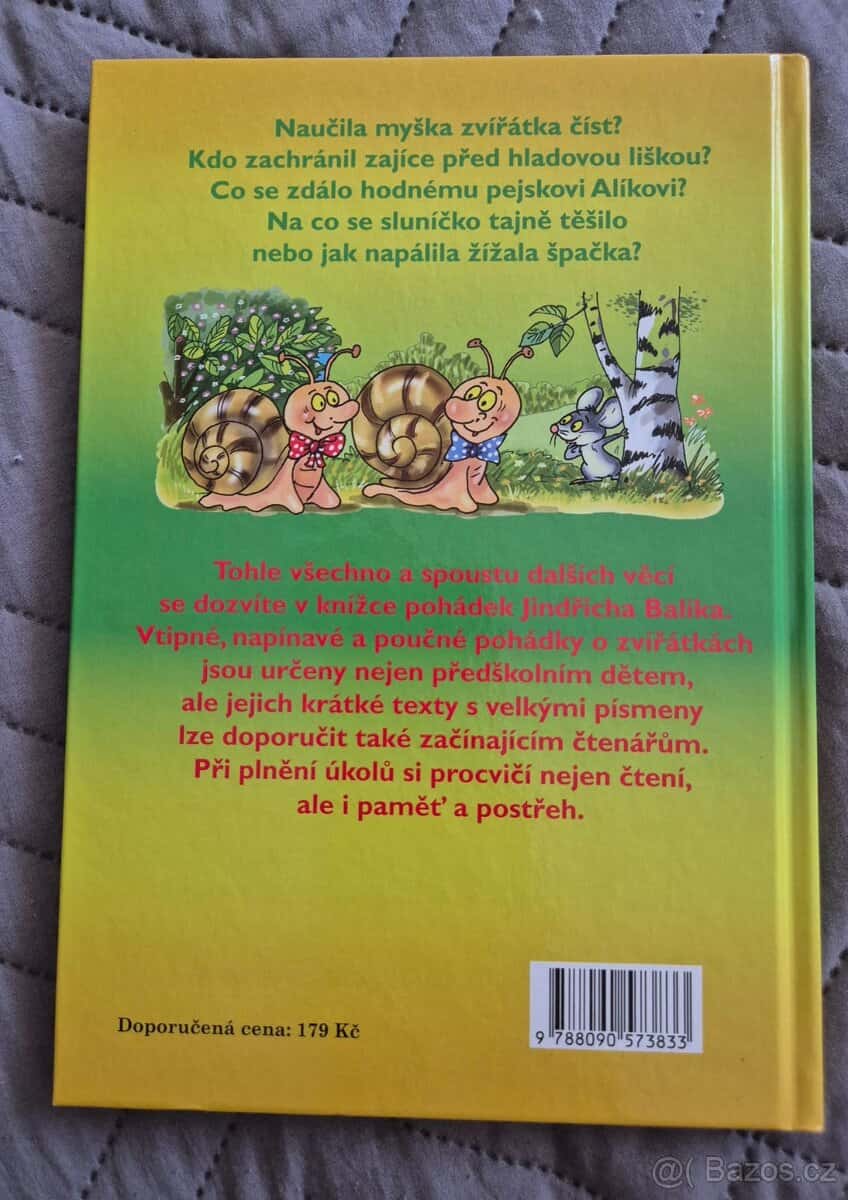 Naučila myška zvířátka číst?
Kdo zachránil zajíce před hladovou liškou?
Co se zdálo hodnému pejskovi Alíkovi?
Na co se sluníčko tajně těšilo
nebo jak napálila žížala špačka?
Tohle všechno a spoustu dalších věcí
se dozvíte v knížce pohádek Jindřicha Balíka.
Vtipné, napínavé a poučné pohádky o zvířátkách
jsou určeny nejen předškolním dětem,
ale jejich krátké texty s velkými písmeny
lze doporučit také začínajícím čtenářům.
Při plnění úkolů si procvičí nejen čtení,
ale i paměť a postřeh.
Doporučená cena: 179 Kč
9 788090 573833
@( Bazos.cz